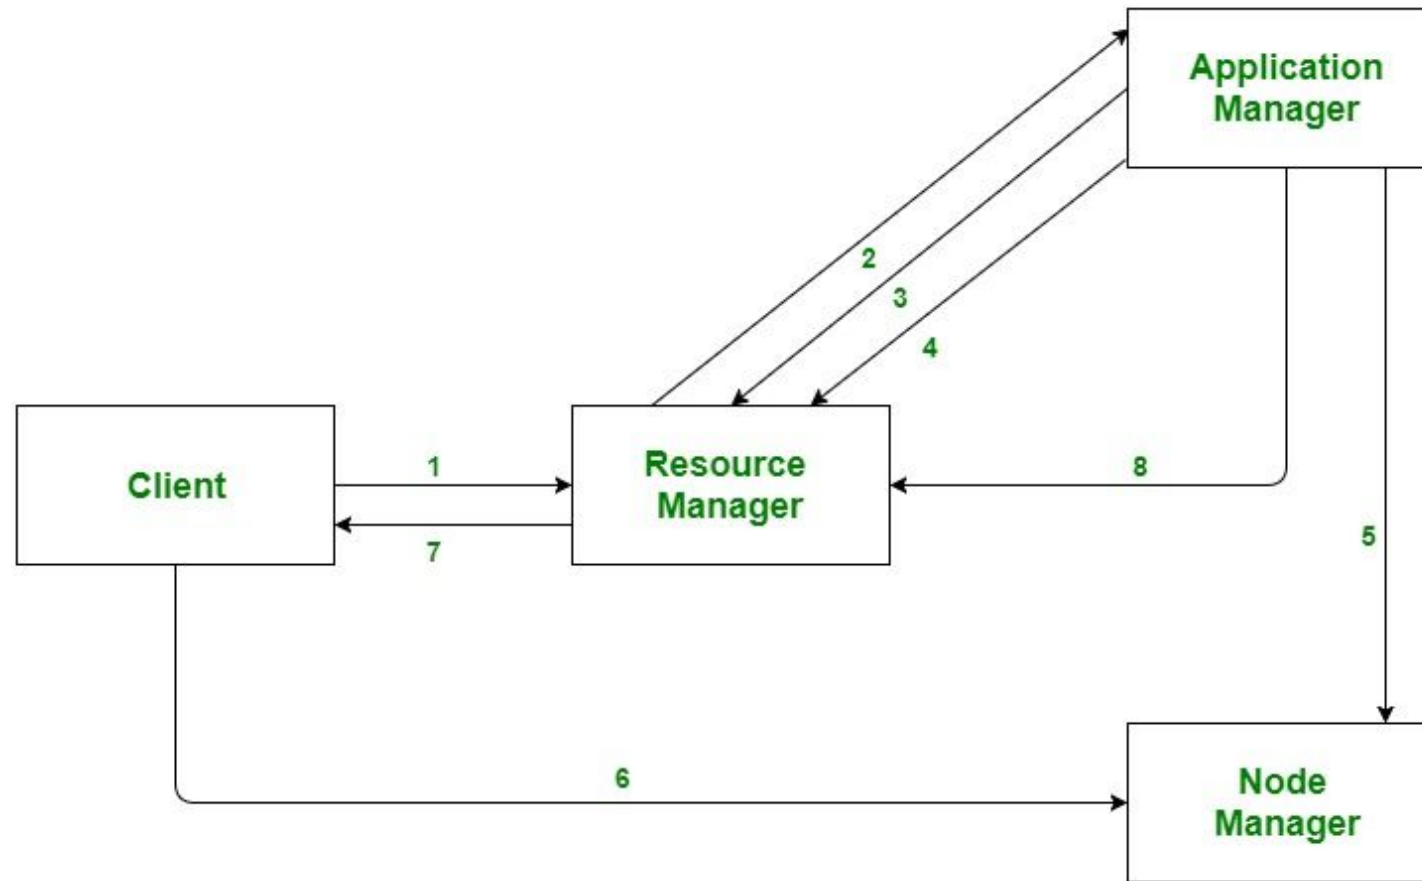 Application
Manager
2
3
4
Client
1
7
Resource
Manager
8
5
6
Node
Manager